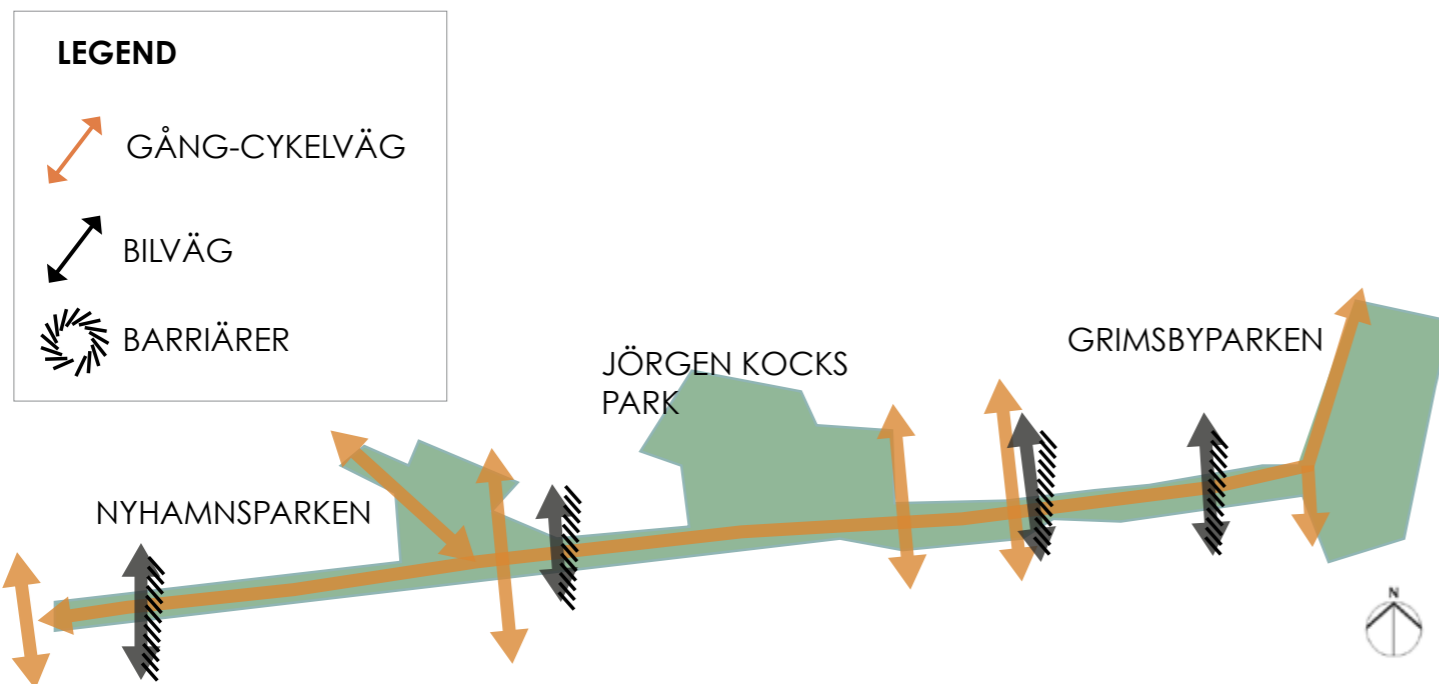 LEGEND
GÅNG-CYKELVÄG
BILVÄG
BARRIÄRER
NYHAMNSPARKEN
JÖRGEN KOCKS
PARK
GRIMSBYPARKEN
N